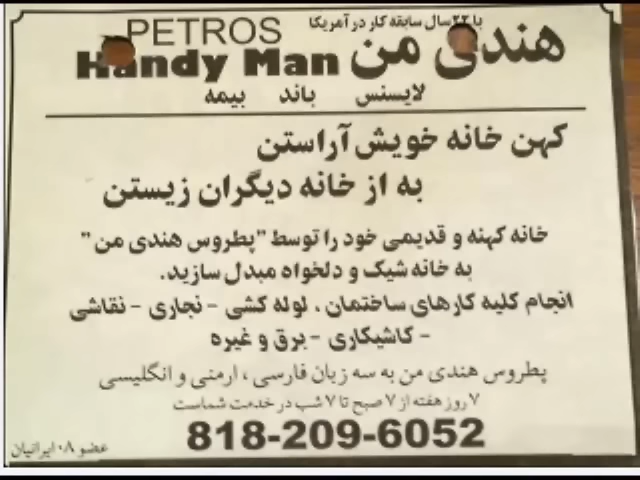 با ۲۲ سال سابقه کار در آمریکا
PETROS
هندی من Handy Man
لایسنس باند بیمه
کهن خانه خویش آراستن
به از خانه دیگران زیستن
خانه کهنه و قدیمی خود را توسط "پطروس هندی من"
به خانه شیک و دلخواه مبدل سازید.
انجام کلیه کارهای ساختمان ، لوله کشی - نجاری - نقاشی
- کاشیکاری - برق و غیره
پطروس هندی من به سه زبان فارسی ، ارمنی و انگلیسی
۷ روز هفته از ۷ صبح تا ۷ شب در خدمت شماست
818-209-6052
عضو ۰۸ ایرانیان